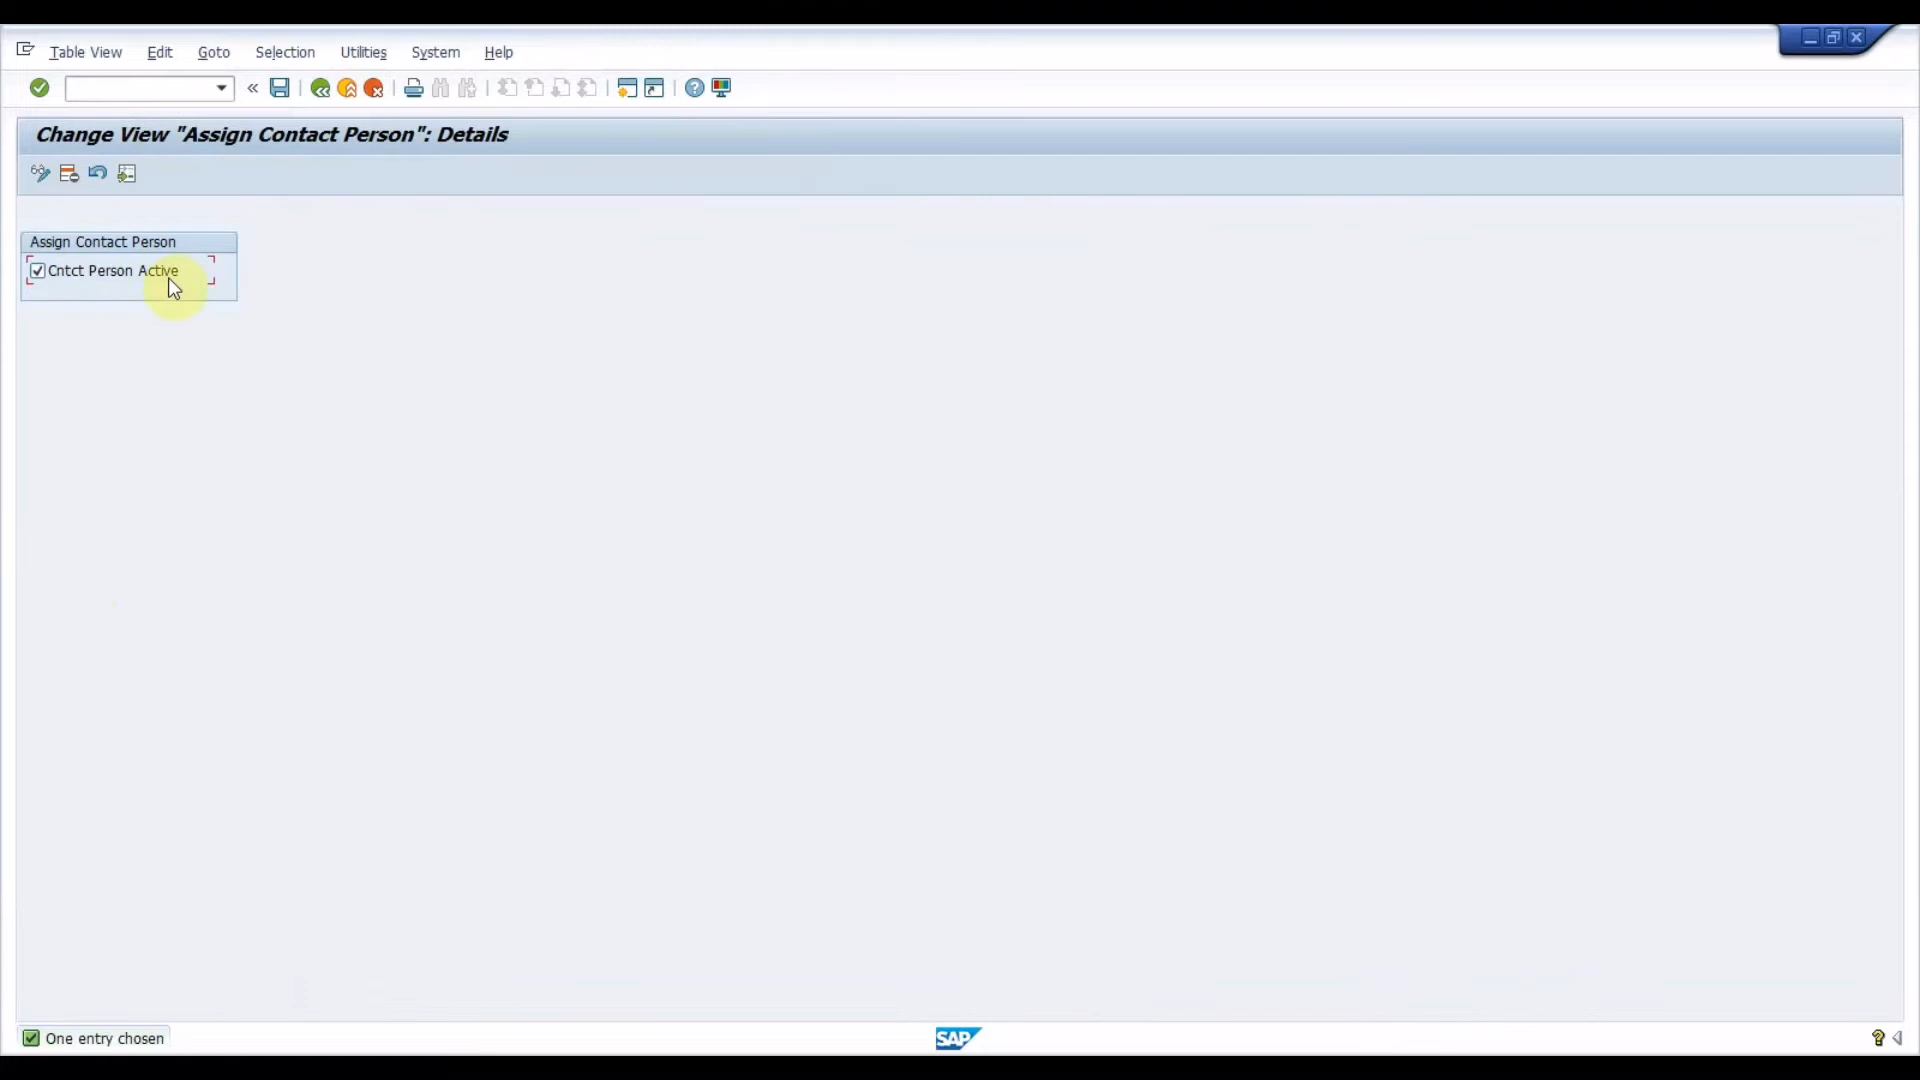 Table View Edit Goto Selection Utilities System Help
Change View "Assign Contact Person": Details
Assign Contact Person
Cntct Person Active
One entry chosen
SAP